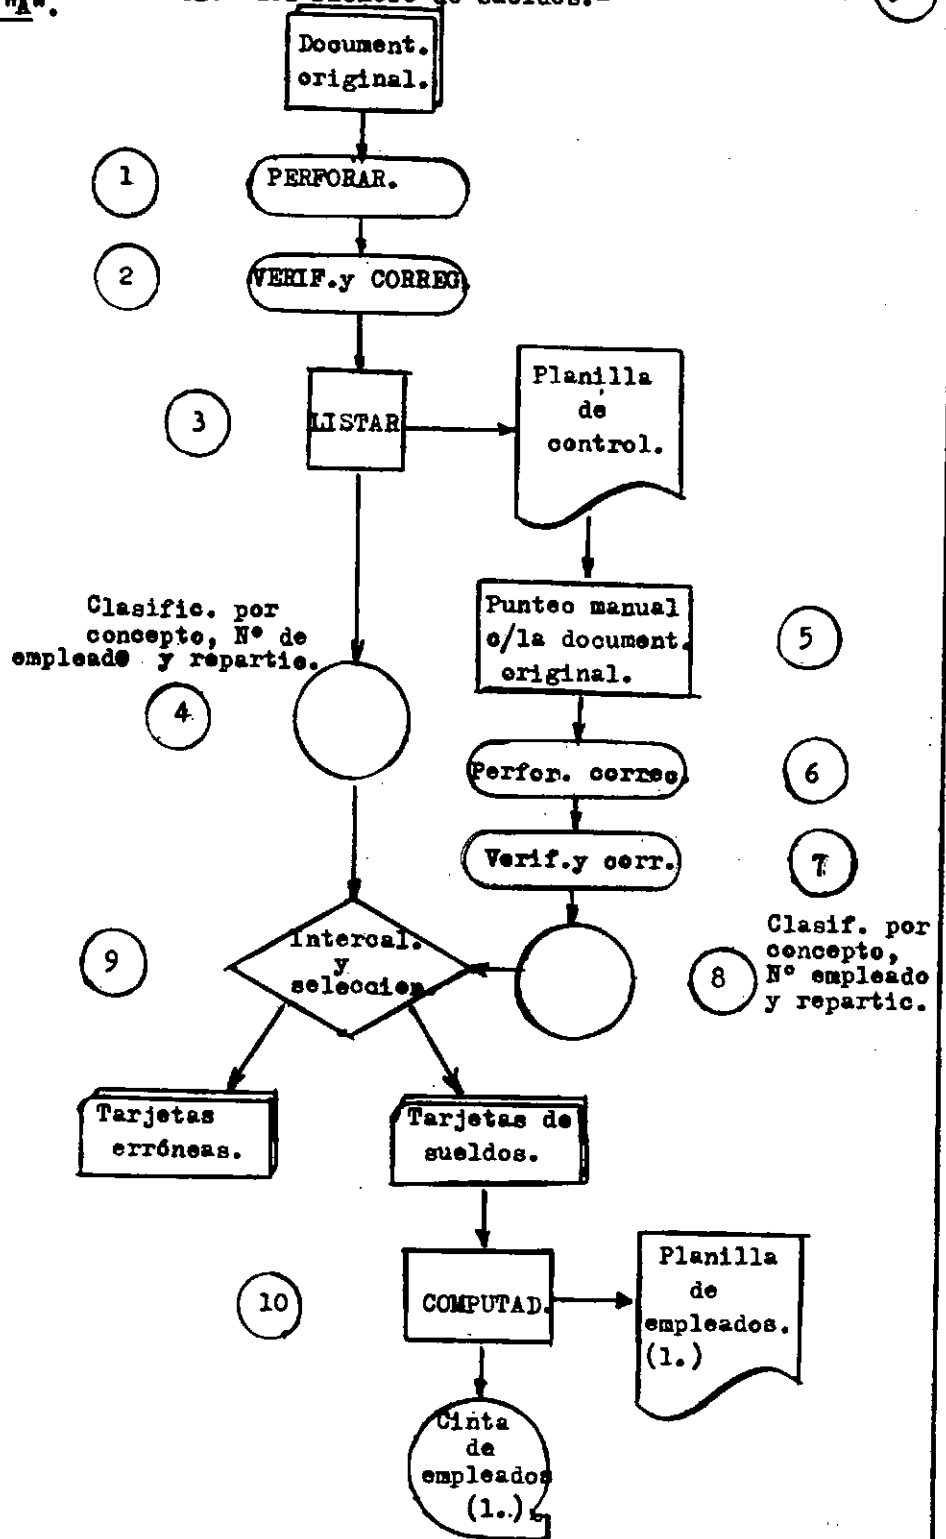 "A".
de sueldos.-
Document.
original.
1
PERFORAR.
2
VERIF.y CORREG.
3
LISTAR
Planilla
de
control.
Clasific. por
concepto, Nº de
empleado y repartic.
4
Punteo manual
c/la document.
original.
5
Perfor. correc.
6
Verif.y corr.
7
Clasif. por
concepto,
Nº empleado
y repartic.
8
9
Intercal.
y
seleccion.
Tarjetas
erróneas.
Tarjetas de
sueldos.
10
COMPUTAD.
Planilla
de
empleados.
(1.)
Cinta
de
empleados
(1.)